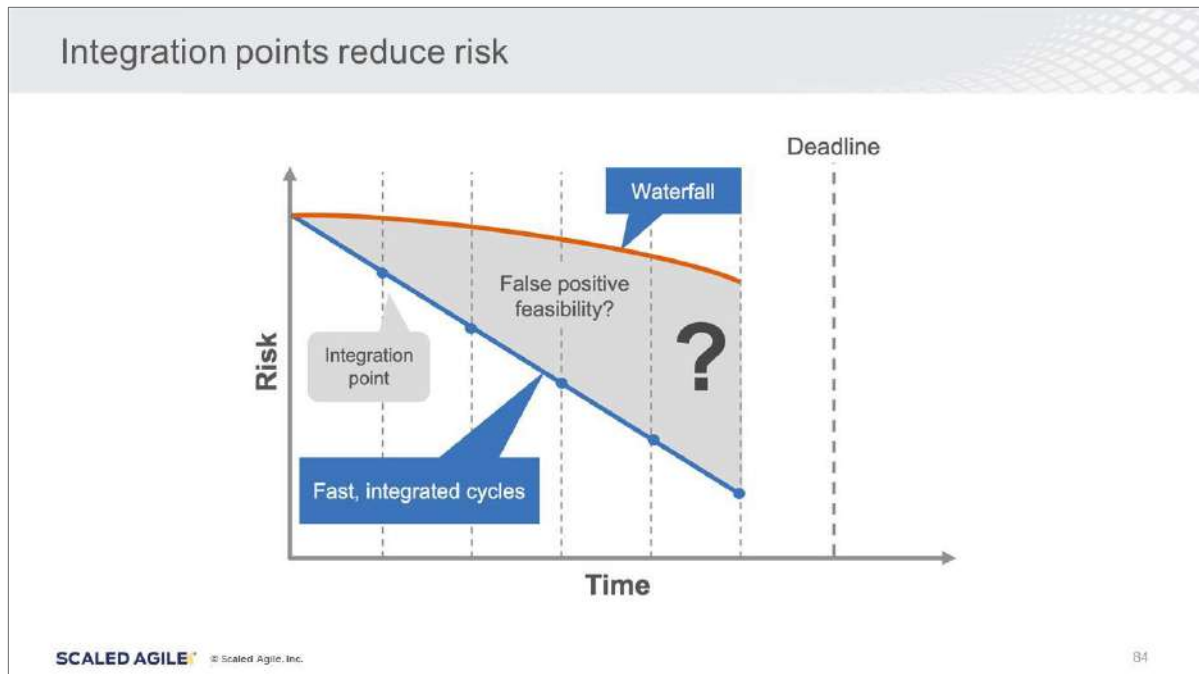 Integration points reduce risk
Deadline
Waterfall
False positive
feasibility?
?
Integration
point
Risk
Fast, integrated cycles
Time
SCALED AGILE
© Scaled Agile, Inc.
84